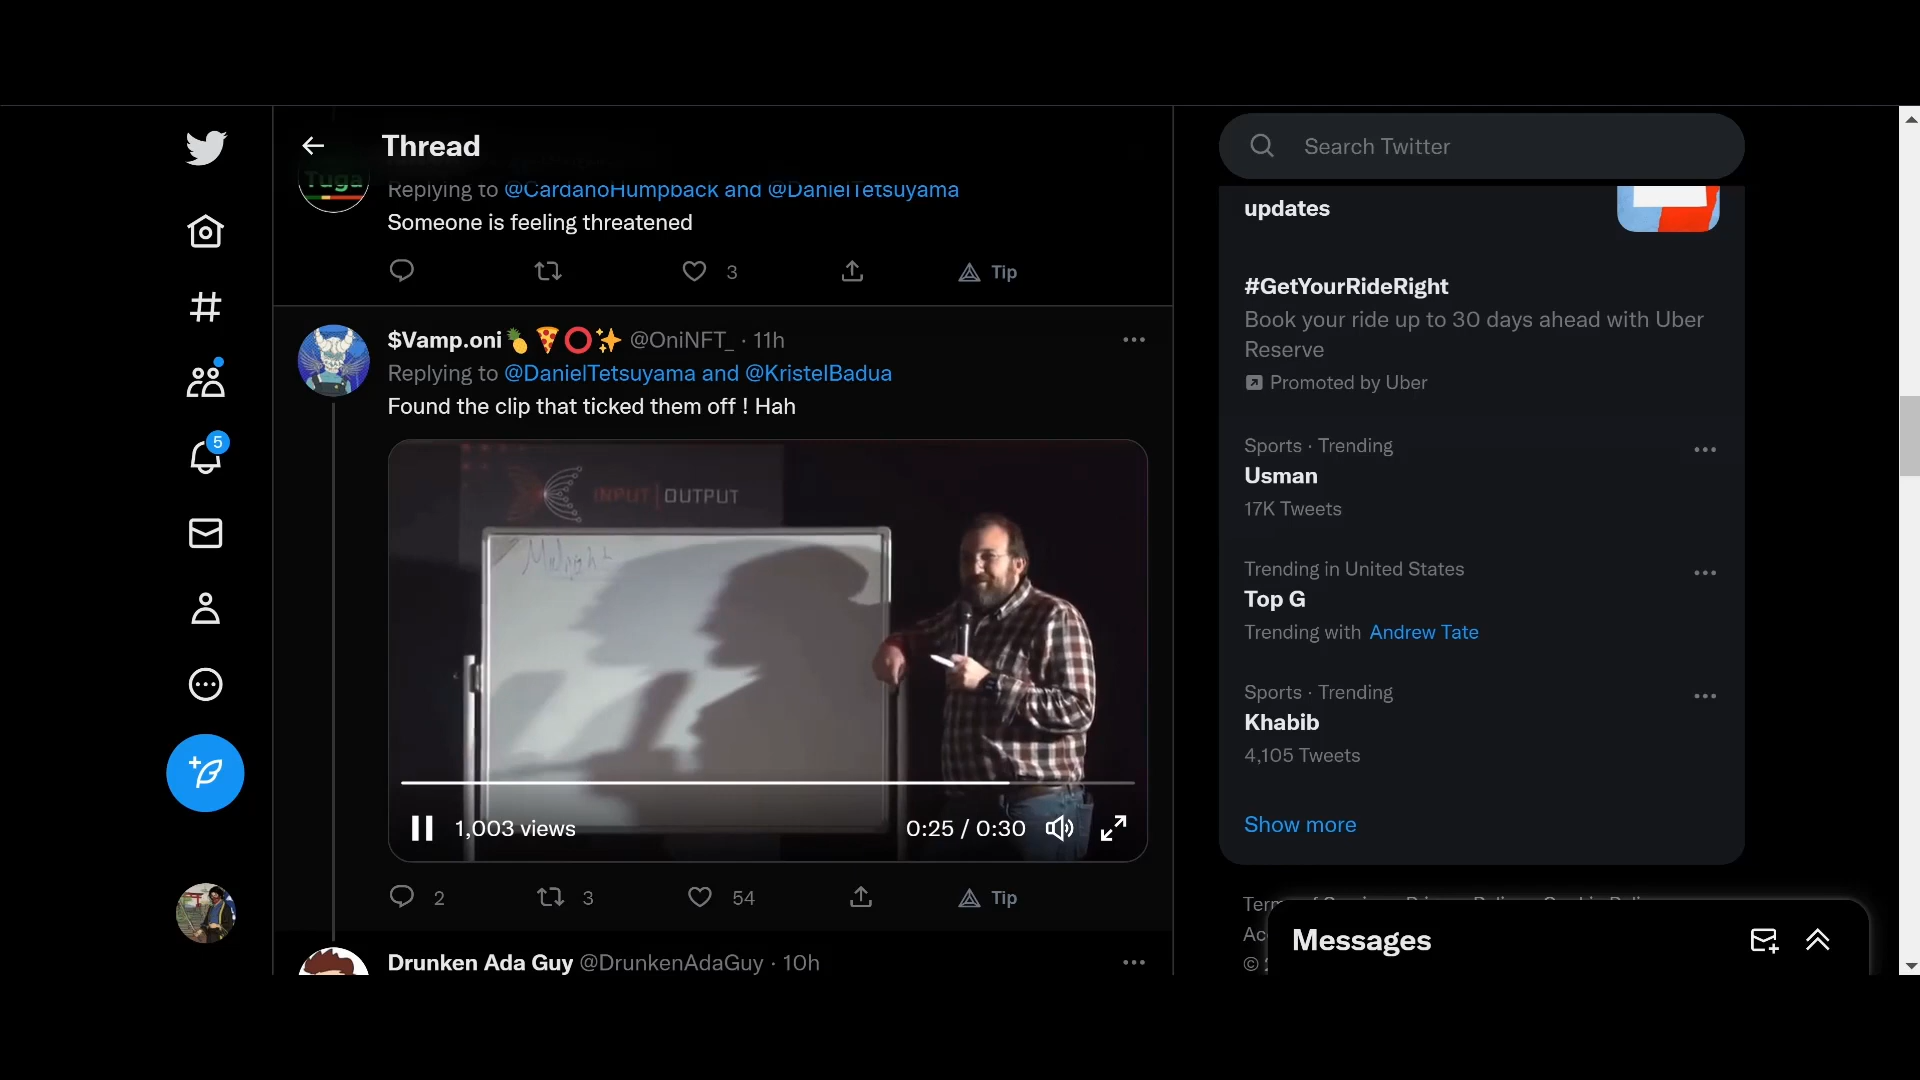 Thread
Search Twitter
Tuga
Replying to @CardanoHumpback and @DanielTetsuyama
Someone is feeling threatened
3
Tip
$Vamp.oni🍍🍕⭕✨ @OniNFT_ · 11h
Replying to @DanielTetsuyama and @KristelBadua
Found the clip that ticked them off ! Hah
INPUT | OUTPUT
Midnight
1,003 views
0:25 / 0:30
2
3
54
Tip
Drunken Ada Guy @DrunkenAdaGuy · 10h
5
updates
#GetYourRideRight
Book your ride up to 30 days ahead with Uber
Reserve
Promoted by Uber
Sports · Trending
Usman
17K Tweets
Trending in United States
Top G
Trending with Andrew Tate
Sports · Trending
Khabib
4,105 Tweets
Show more
Messages